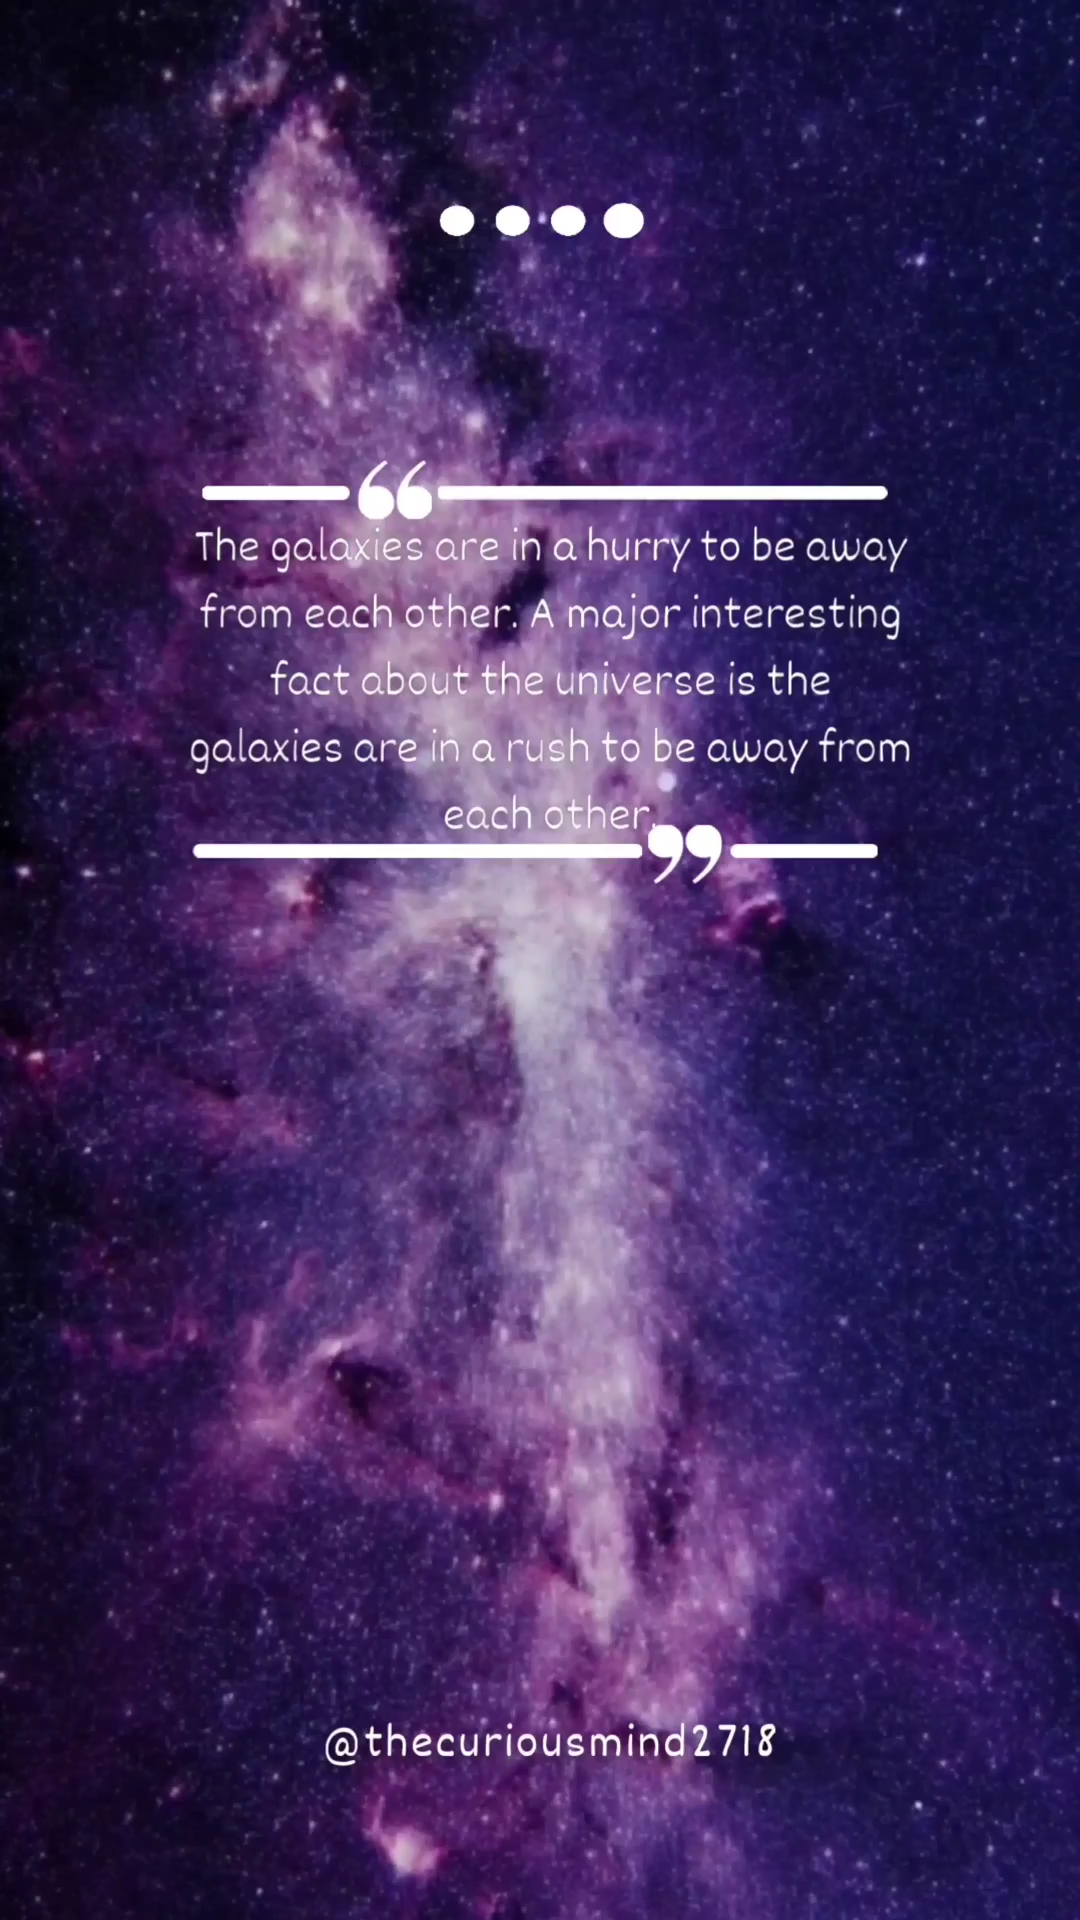 “
The galaxies are in a hurry to be away
from each other. A major interesting
fact about the universe is the
galaxies are in a rush to be away from
each other.
”
@thecuriousmind2718